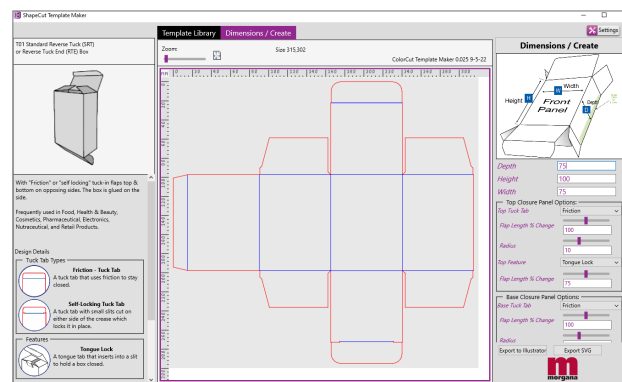 ShapeCut Template Maker
Template Library
Dimensions / Create
Settings
T01 Standard Reverse Tuck (SRT)
or Reverse Tuck End (RTE) Box
Zoom:
Size 315,302
ColorCut Template Maker 0.025 9-5-22
With "Friction" or "self locking" tuck-in flaps top &
bottom on opposing sides. The box is glued on the
side.
Frequently used in Food, Health & Beauty,
Cosmetics, Pharmaceutical, Electronics,
Nutraceutical, and Retail Products.
Design Details
Tuck Tab Types
Friction - Tuck Tab
A tuck tab that uses friction to stay
closed.
Self-Locking Tuck Tab
A tuck tab with small slits cut on
either side of the crease which
locks it in place.
Features
Tongue Lock
A tongue tab that inserts into a slit
to hold a box closed.
Dimensions / Create
Width
W
Height H
Front
Panel
Depth
D
Depth 75
Height 100
Width 75
Top Closure Panel Options:
Top Tuck Tab Friction
Flap Length % Change
100
Radius
10
Top Feature Tongue Lock
Flap Length % Change
75
Base Closure Panel Options:
Base Tuck Tab Friction
Flap Length % Change
100
Radius
Export to Illustrator
Export SVG
morgana